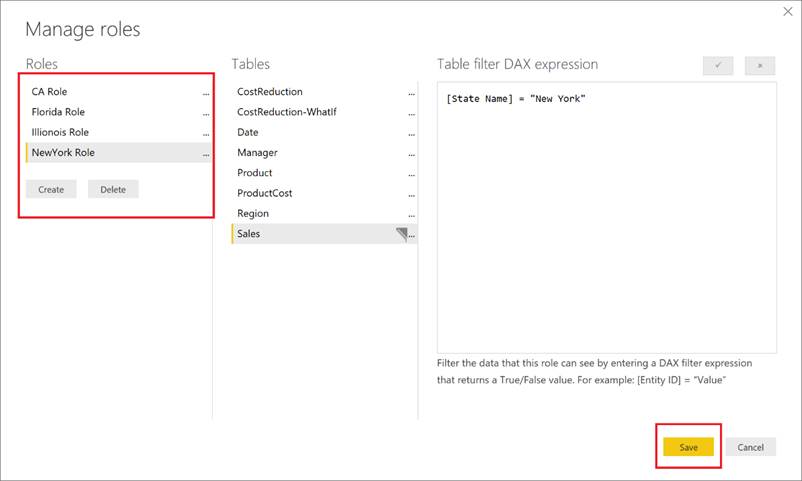 Manage roles
Roles
CA Role
...
Florida Role
...
Illionois Role
...
NewYork Role
...
Create
Delete
Tables
CostReduction
...
CostReduction-WhatIf
...
Date
...
Manager
...
Product
...
ProductCost
...
Region
...
Sales
...
Table filter DAX expression
[State Name] = "New York"
Filter the data that this role can see by entering a DAX filter expression
that returns a True/False value. For example: [Entity ID] = “Value”
Save
Cancel